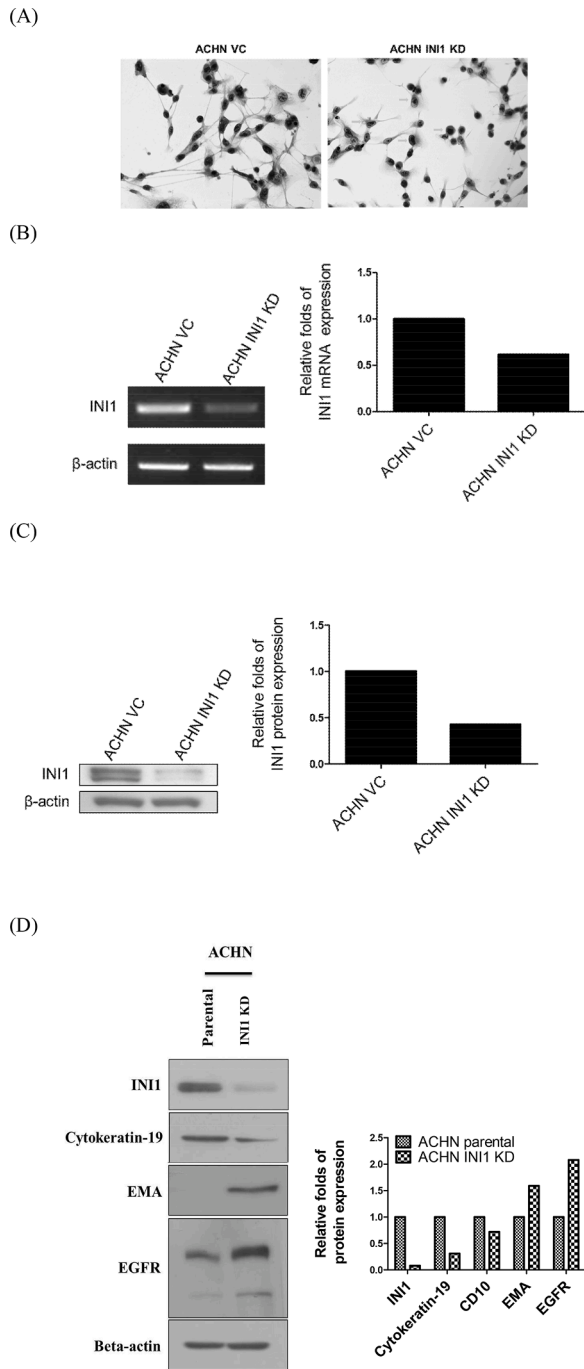 (A)
ACHN VC
ACHN INI1 KD
(B)
ACHN VC
ACHN INI1 KD
INI1
β-actin
Relative folds of
INI1 mRNA expression
1.5
1.0
0.5
0.0
ACHN VC
ACHN INI1 KD
(C)
ACHN VC
ACHN INI1 KD
INI1
β-actin
Relative folds of
INI1 protein expression
1.5
1.0
0.5
0.0
ACHN VC
ACHN INI1 KD
(D)
ACHN
Parental
INI1 KD
INI1
Cytokeratin-19
EMA
EGFR
Beta-actin
Relative folds of
protein expression
2.5
2.0
1.5
1.0
0.5
0.0
ACHN parental
ACHN INI1 KD
INI1
Cytokeratin-19
CD10
EMA
EGFR